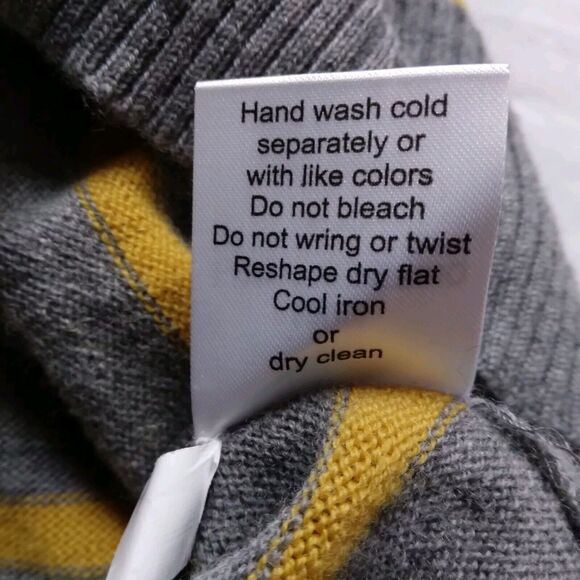 Hand wash cold
separately or
with like colors
Do not bleach
Do not wring or twist
Reshape dry flat
Cool iron
or
dry clean